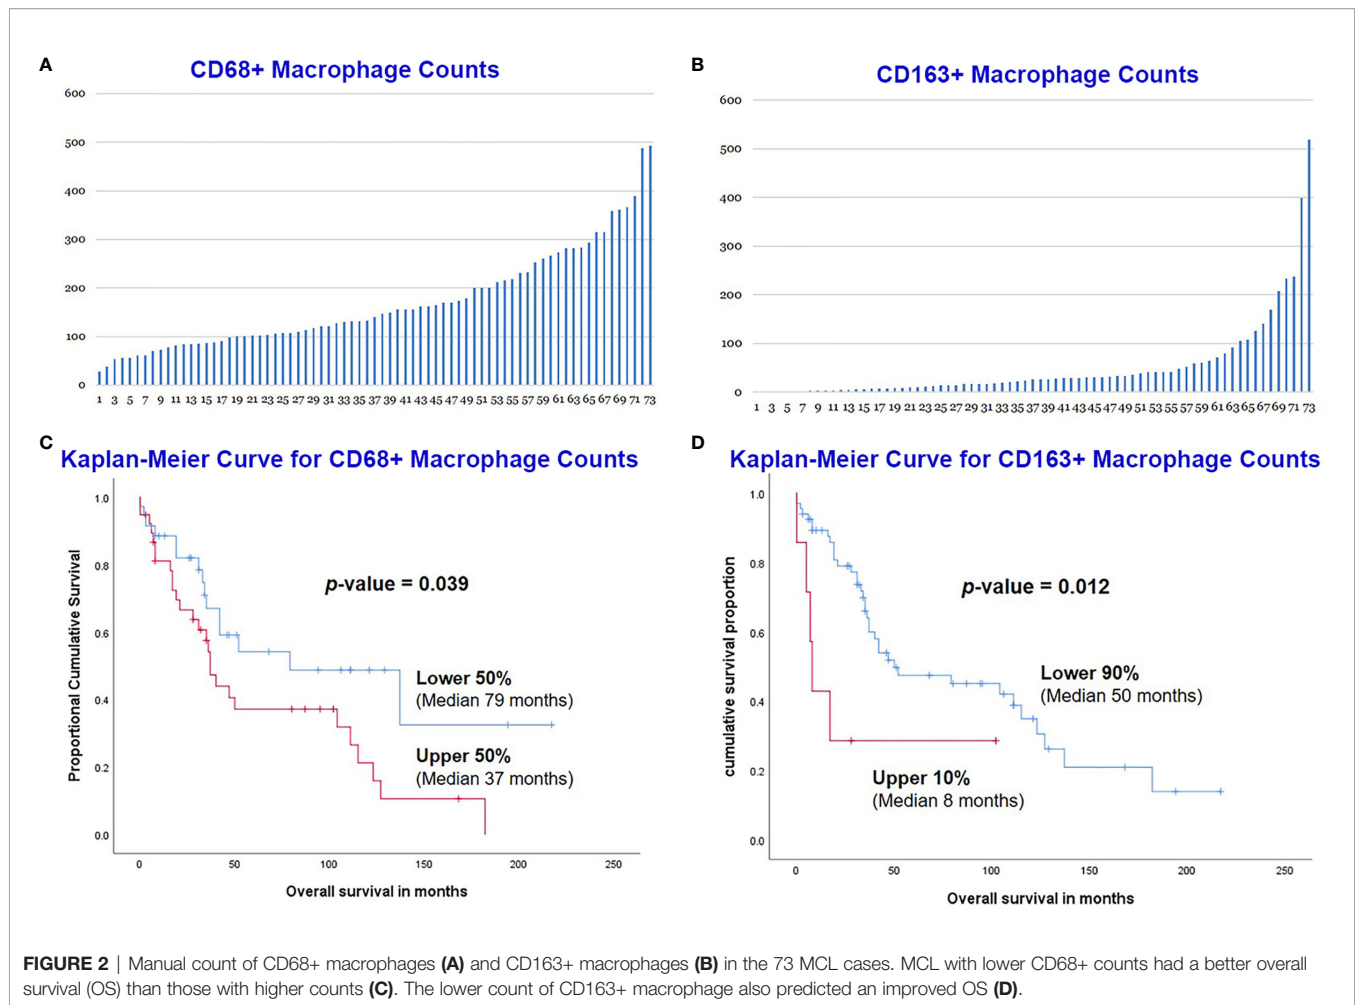 A
CD68+ Macrophage Counts
600
500
400
300
200
100
0
1 3 5 7 9 11 13 15 17 19 21 23 25 27 29 31 33 35 37 39 41 43 45 47 49 51 53 55 57 59 61 63 65 67 69 71 73
B
CD163+ Macrophage Counts
600
500
400
300
200
100
0
1 3 5 7 9 11 13 15 17 19 21 23 25 27 29 31 33 35 37 39 41 43 45 47 49 51 53 55 57 59 61 63 65 67 69 71 73
C
Kaplan-Meier Curve for CD68+ Macrophage Counts
Proportional Cumulative Survival
1.0
0.8
0.6
0.4
0.2
0.0
p-value = 0.039
Lower 50%
(Median 79 months)
Upper 50%
(Median 37 months)
0 50 100 150 200 250
Overall survival in months
D
Kaplan-Meier Curve for CD163+ Macrophage Counts
cumulative survival proportion
1.0
0.8
0.6
0.4
0.2
0.0
p-value = 0.012
Lower 90%
(Median 50 months)
Upper 10%
(Median 8 months)
0 50 100 150 200 250
Overall survival in months
FIGURE 2 | Manual count of CD68+ macrophages (A) and CD163+ macrophages (B) in the 73 MCL cases. MCL with lower CD68+ counts had a better overall
survival (OS) than those with higher counts (C). The lower count of CD163+ macrophage also predicted an improved OS (D).